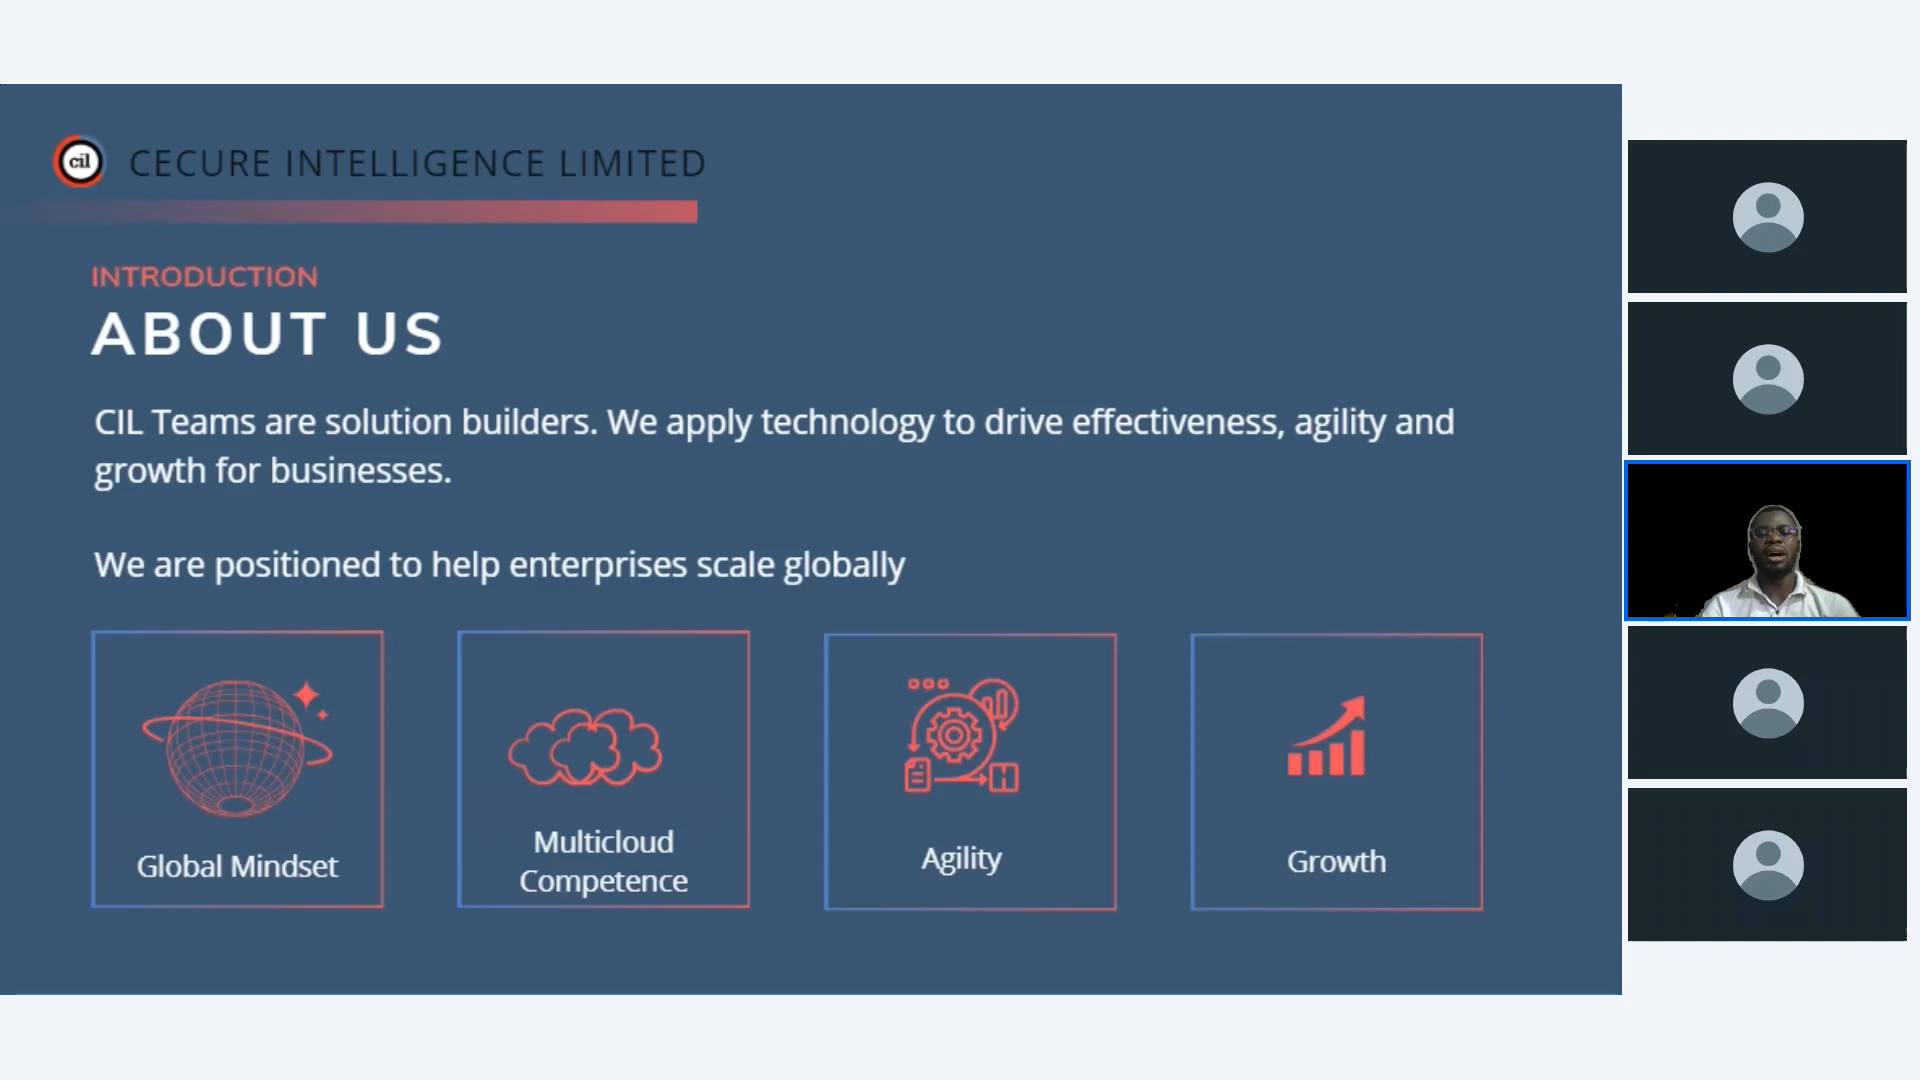 cil
CECURE INTELLIGENCE LIMITED
INTRODUCTION
ABOUT US
CIL Teams are solution builders. We apply technology to drive effectiveness, agility and
growth for businesses.
We are positioned to help enterprises scale globally
Global Mindset
Multicloud
Competence
Agility
Growth